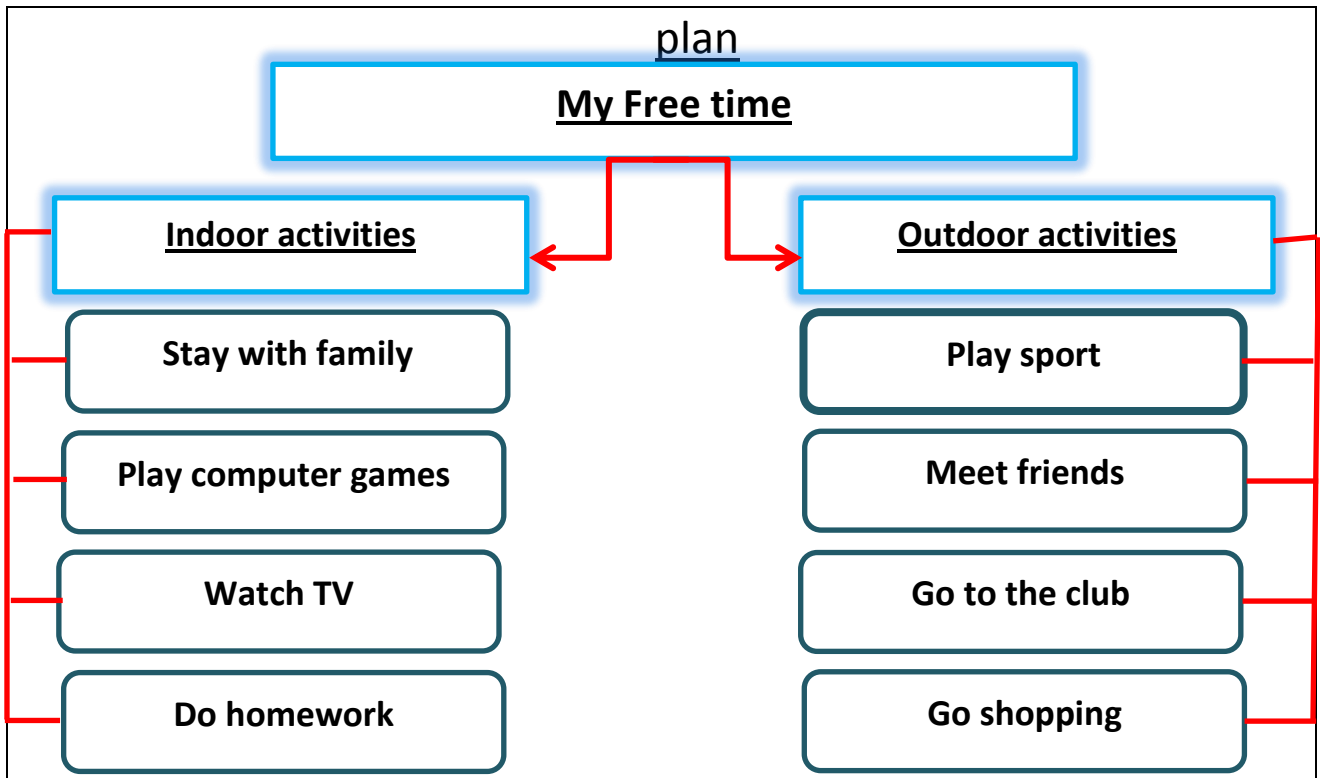 plan
My Free time
Indoor activities
Stay with family
Play computer games
Watch TV
Do homework
Outdoor activities
Play sport
Meet friends
Go to the club
Go shopping